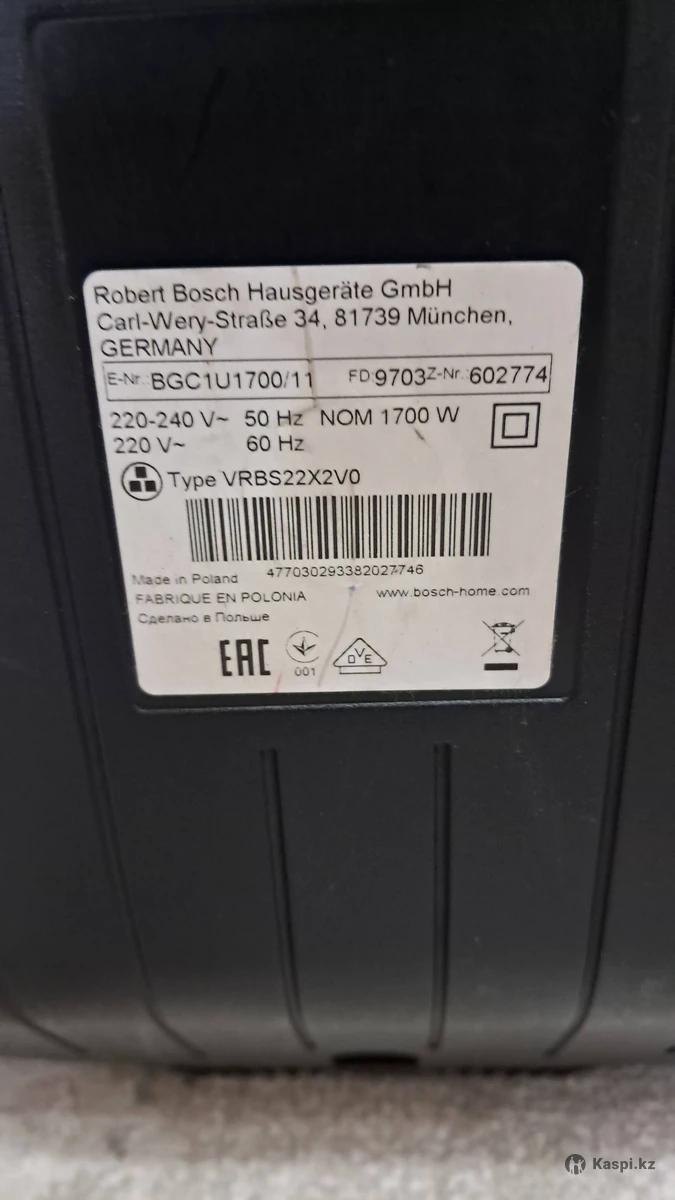 Robert Bosch Hausgeräte GmbH
Carl-Wery-Straße 34, 81739 München,
GERMANY
E-Nr.: BGC1U1700/11 FD 9703 Z-Nr. 602774
220-240 V~ 50 Hz NOM 1700 W
220 V~ 60 Hz
Type VRBS22X2V0
477030293382027746
Made in Poland
FABRIQUE EN POLONIA
www.bosch-home.com
Сделано в Польше
EAC
001
OVE
Kaspi.kz